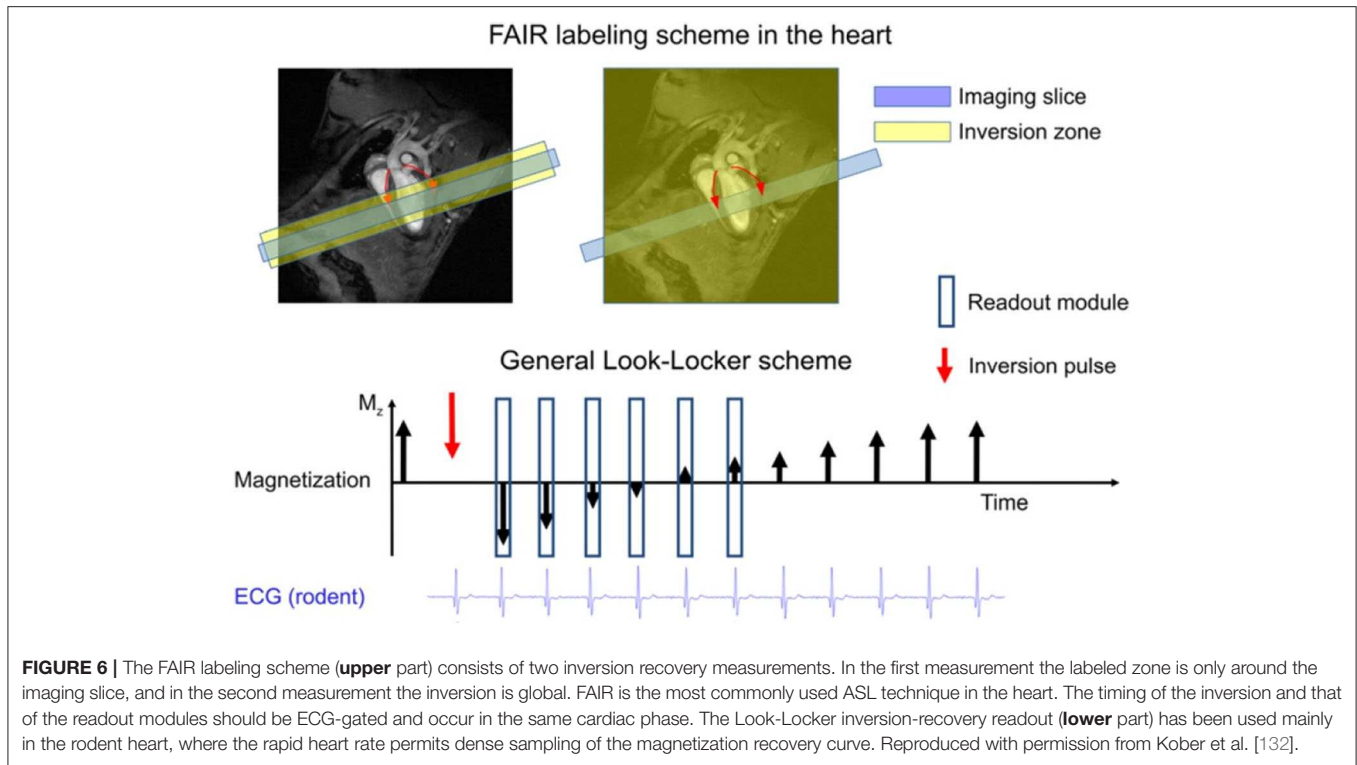 FAIR labeling scheme in the heart
Imaging slice
Inversion zone
Readout module
Inversion pulse
General Look-Locker scheme
Mz
Magnetization
Time
ECG (rodent)
FIGURE 6 | The FAIR labeling scheme (upper part) consists of two inversion recovery measurements. In the first measurement the labeled zone is only around the
imaging slice, and in the second measurement the inversion is global. FAIR is the most commonly used ASL technique in the heart. The timing of the inversion and that
of the readout modules should be ECG-gated and occur in the same cardiac phase. The Look-Locker inversion-recovery readout (lower part) has been used mainly
in the rodent heart, where the rapid heart rate permits dense sampling of the magnetization recovery curve. Reproduced with permission from Kober et al. [132].